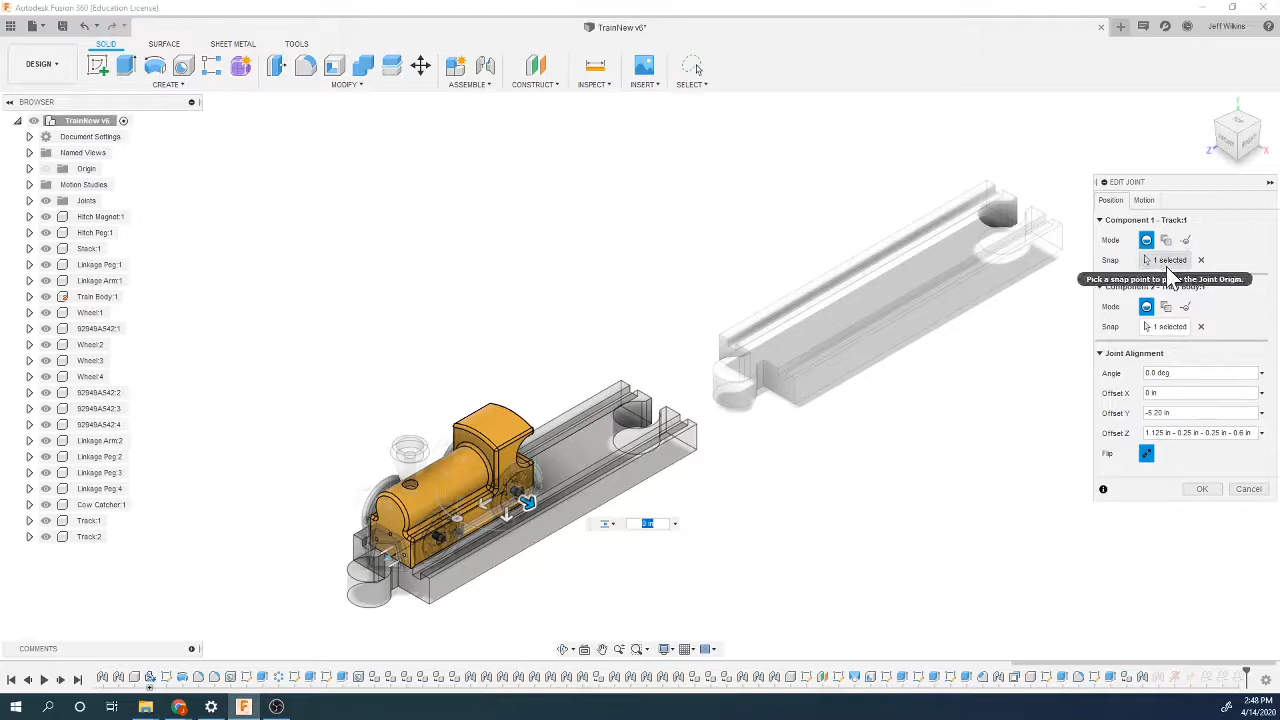 Autodesk Fusion 360 (Education License)
TrainNew v6*
Jeff Wilkins
SOLID
SURFACE
SHEET METAL
TOOLS
DESIGN
CREATE
MODIFY
ASSEMBLE
CONSTRUCT
INSPECT
INSERT
SELECT
BROWSER
TrainNew v6
Document Settings
Named Views
Origin
Motion Studies
Joints
Hitch Magnet:1
Hitch Peg:1
Stack:1
Linkage Peg:1
Linkage Arm:1
Train Body:1
Wheel:1
92949A542:1
Wheel:2
Wheel:3
Wheel:4
92949A542:2
92949A542:3
92949A542:4
Linkage Arm:2
Linkage Peg:2
Linkage Peg:3
Linkage Peg:4
Cow Catcher:1
Track:1
Track:2
TOP
Y
Z
X
EDIT JOINT
Position
Motion
Component 1 - Track:1
Mode
Snap
1 selected
Pick a snap point to place the Joint Origin.
Mode
Snap
1 selected
Joint Alignment
Angle
0.0 deg
Offset X
0 in
Offset Y
-5.20 in
Offset Z
1.125 in - 0.25 in - 0.25 in - 0.6 in
Flip
OK
Cancel
0 in
COMMENTS
2:48 PM
4/14/2020